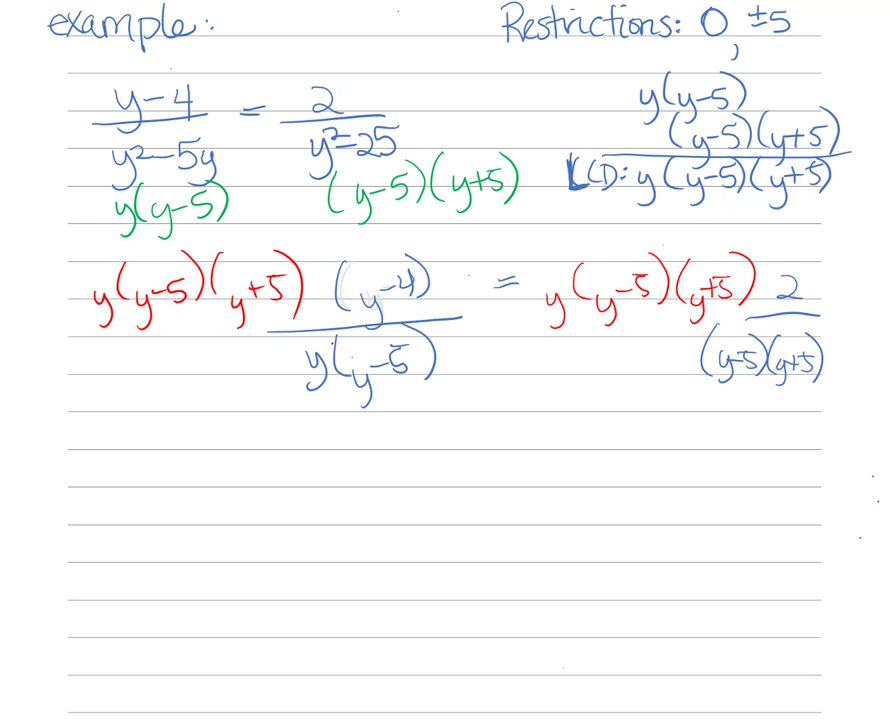 example:
Restrictions: 0, ±5
y-4 / y²-5y = 2 / y²-25
y(y-5)
(y-5)(y+5)
y(y-5)
(y-5)(y+5)
LCD: y(y-5)(y+5)
y(y-5)(y+5) (y-4) / y(y-5) = y(y-5)(y+5) 2 / (y-5)(y+5)